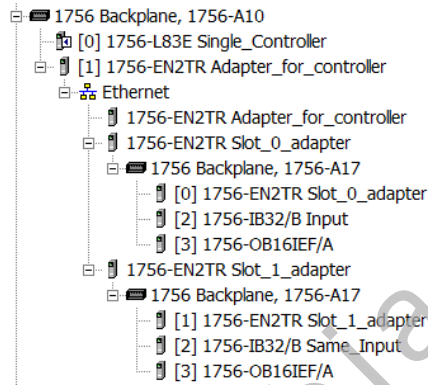 1756 Backplane, 1756-A10
[0] 1756-L83E Single_Controller
[1] 1756-EN2TR Adapter_for_controller
Ethernet
1756-EN2TR Adapter_for_controller
1756-EN2TR Slot_0_adapter
1756 Backplane, 1756-A17
[0] 1756-EN2TR Slot_0_adapter
[2] 1756-IB32/B Input
[3] 1756-OB16IEF/A
1756-EN2TR Slot_1_adapter
1756 Backplane, 1756-A17
[1] 1756-EN2TR Slot_1_adapter
[2] 1756-IB32/B Same_Input
[3] 1756-OB16IEF/A